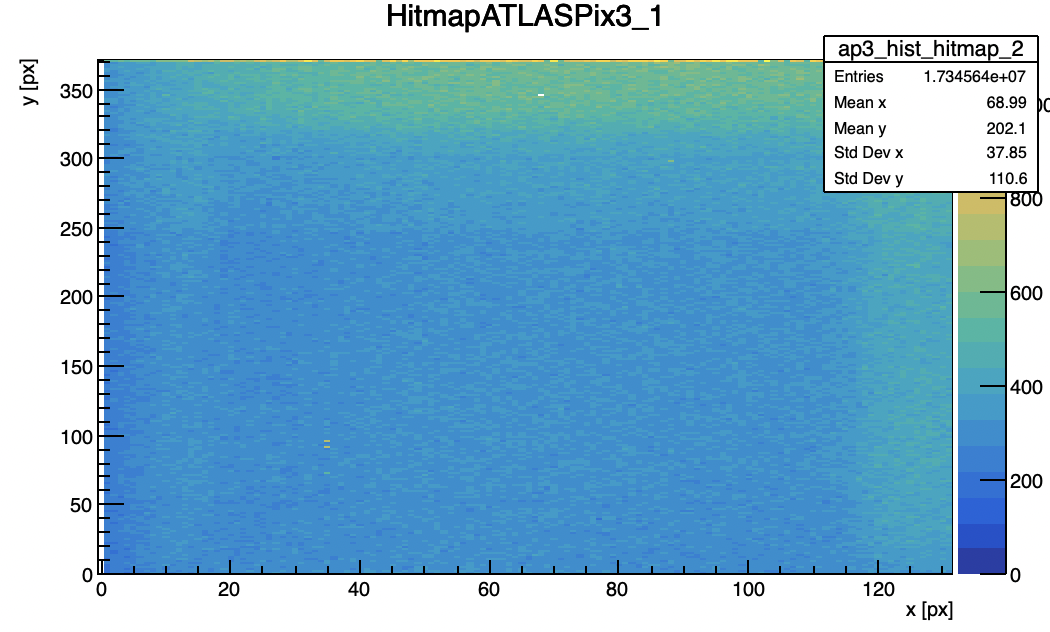 HitmapATLASPix3_1
ap3_hist_hitmap_2
Entries 1.734564e+07
Mean x 68.99
Mean y 202.1
Std Dev x 37.85
Std Dev y 110.6
y [px]
350
300
250
200
150
100
50
0
0 20 40 60 80 100 120
x [px]
800
600
400
200
0